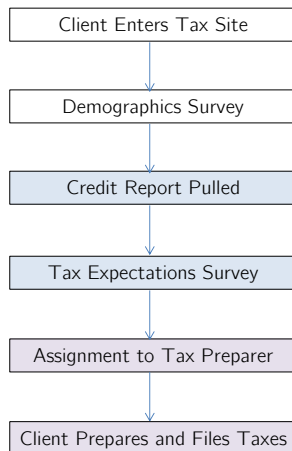 Client Enters Tax Site
Demographics Survey
Credit Report Pulled
Tax Expectations Survey
Assignment to Tax Preparer
Client Prepares and Files Taxes